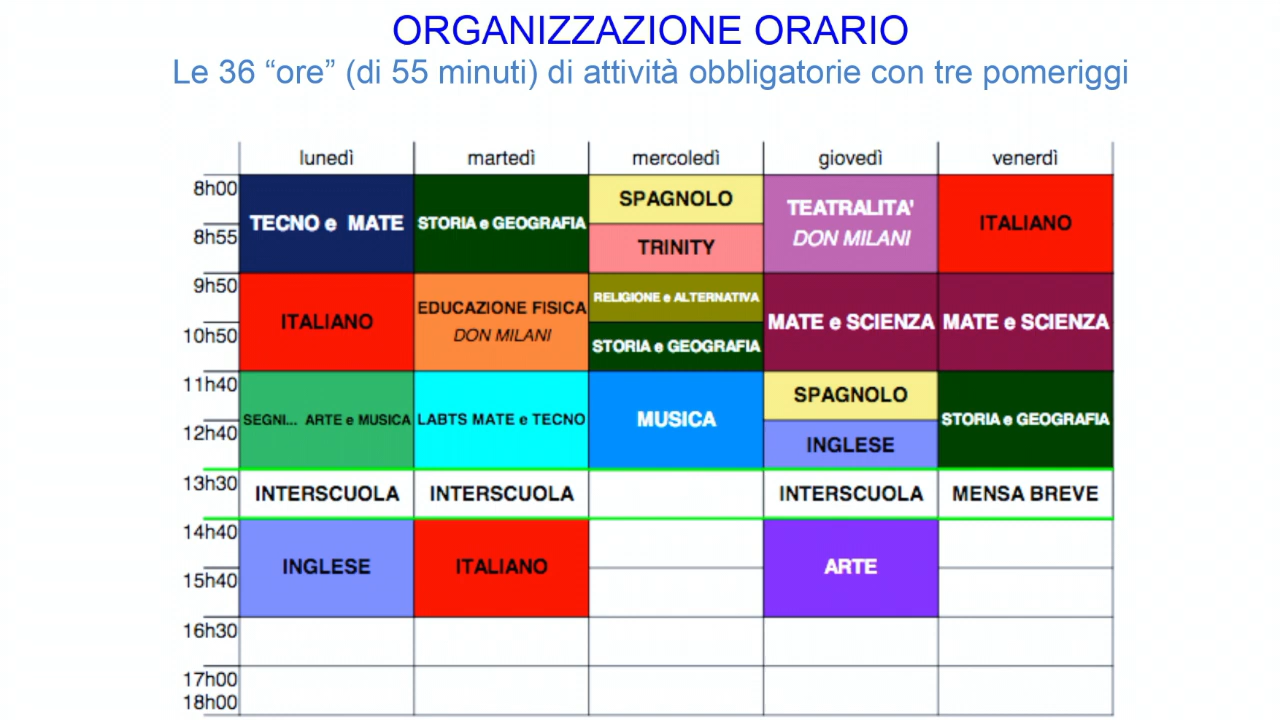 ORGANIZZAZIONE ORARIO
Le 36 “ore” (di 55 minuti) di attività obbligatorie con tre pomeriggi
lunedì martedì mercoledì giovedì venerdì
8h00
TECNO e MATE STORIA e GEOGRAFIA SPAGNOLO TEATRALITA' DON MILANI ITALIANO
8h55
TRINITY
9h50
ITALIANO EDUCAZIONE FISICA DON MILANI RELIGIONE e ALTERNATIVA MATE e SCIENZA MATE e SCIENZA
10h50
STORIA e GEOGRAFIA
11h40
SEGNI... ARTE e MUSICA LABTS MATE e TECNO MUSICA SPAGNOLO STORIA e GEOGRAFIA
12h40
INGLESE
13h30
INTERSCUOLA INTERSCUOLA INTERSCUOLA MENSA BREVE
14h40
INGLESE ITALIANO ARTE
15h40
16h30
17h00
18h00